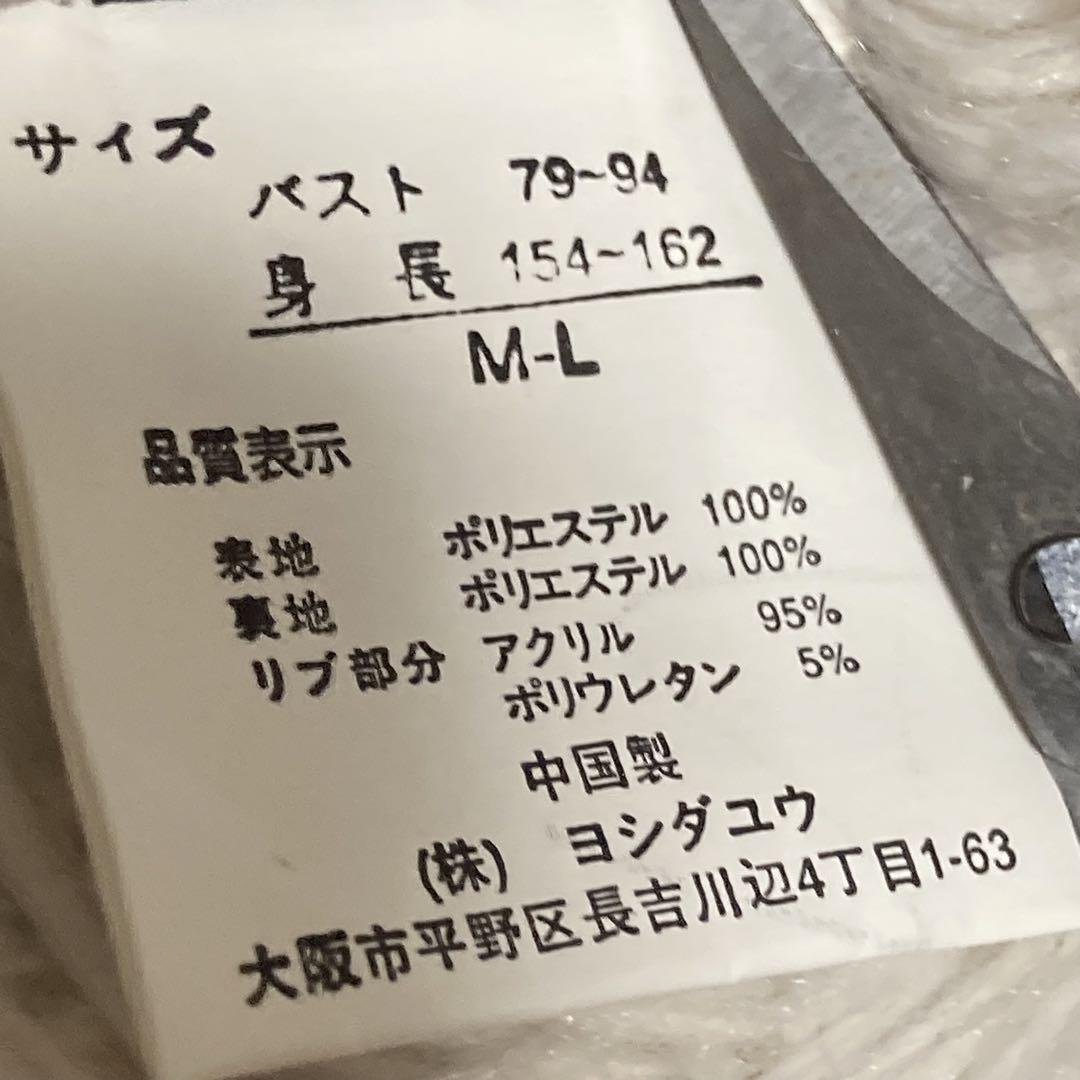 サイズ
バスト 79~94
身長 154~162
M-L
品質表示
表地 ポリエステル 100%
裏地 ポリエステル 100%
リブ部分 アクリル 95%
ポリウレタン 5%
中国製
(株) ヨシダユウ
大阪市平野区長吉川辺4丁目1-63